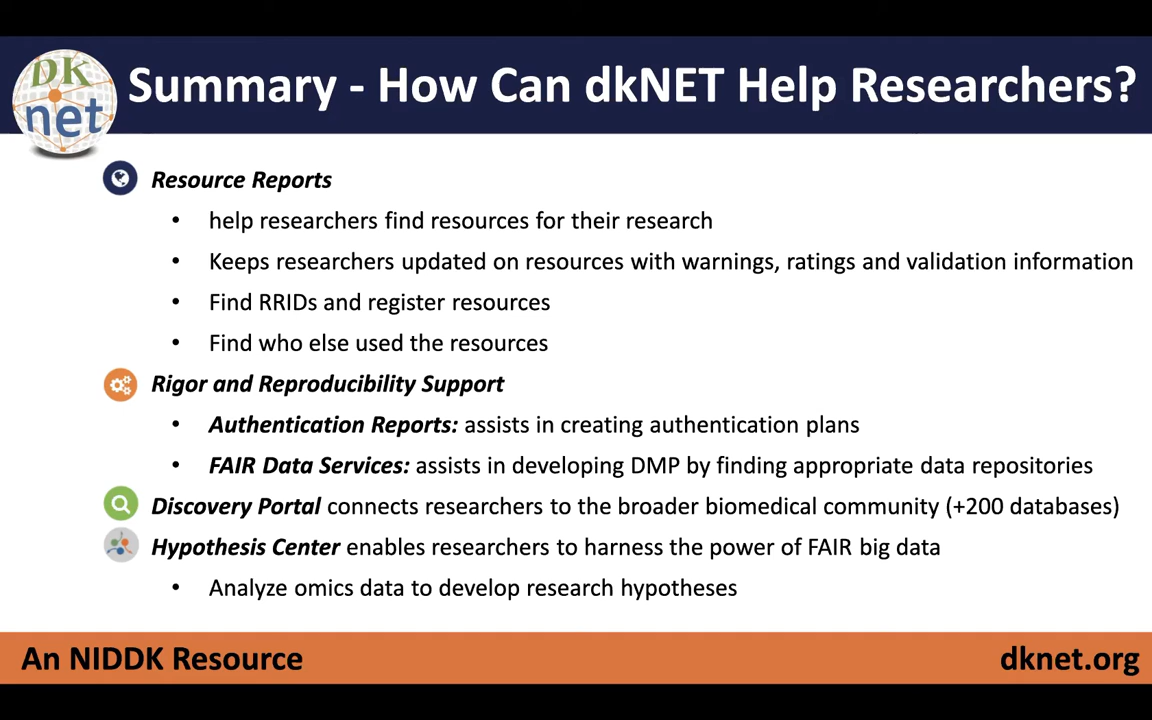 DK
net
Summary - How Can dkNET Help Researchers?
Resource Reports
• help researchers find resources for their research
• Keeps researchers updated on resources with warnings, ratings and validation information
• Find RRIDs and register resources
• Find who else used the resources
Rigor and Reproducibility Support
• Authentication Reports: assists in creating authentication plans
• FAIR Data Services: assists in developing DMP by finding appropriate data repositories
Discovery Portal connects researchers to the broader biomedical community (+200 databases)
Hypothesis Center enables researchers to harness the power of FAIR big data
• Analyze omics data to develop research hypotheses
An NIDDK Resource
dknet.org